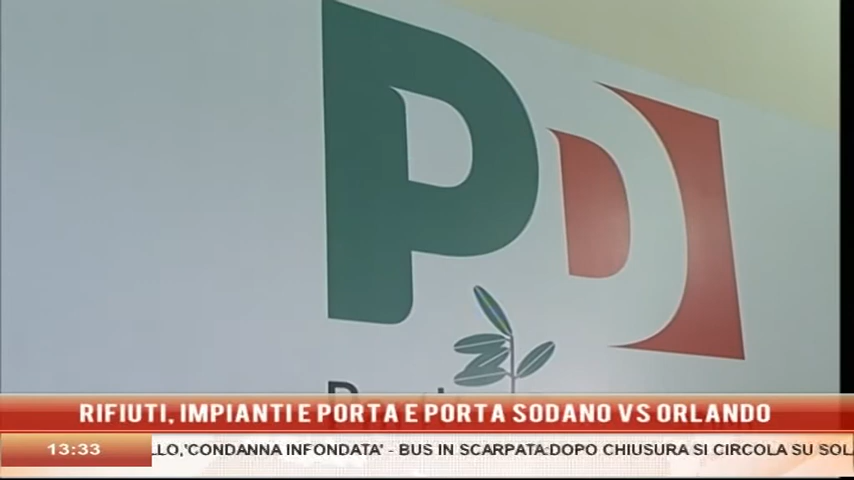 PD
RIFIUTI, IMPIANTI E PORTA E PORTA SODANO VS ORLANDO
13:33 LLO,'CONDANNA INFONDATA' - BUS IN SCARPATA:DOPO CHIUSURA SI CIRCOLA SU SOL